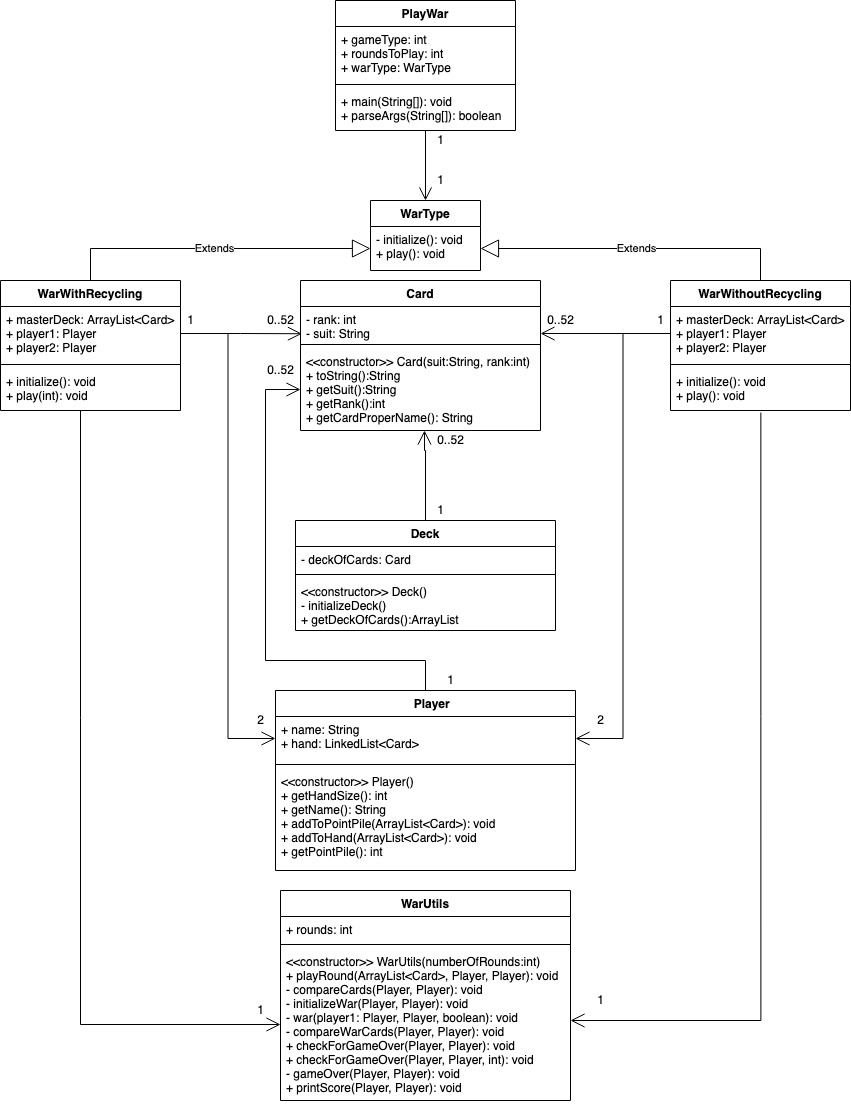 PlayWar
+ gameType: int
+ roundsToPlay: int
+ warType: WarType
+ main(String[]): void
+ parseArgs(String[]): boolean
1
1
WarType
- initialize(): void
+ play(): void
Extends
Extends
WarWithRecycling
+ masterDeck: ArrayList<Card>
+ player1: Player
+ player2: Player
+ initialize(): void
+ play(int): void
1
0..52
Card
- rank: int
- suit: String
<<constructor>> Card(suit:String, rank:int)
+ toString():String
+ getSuit():String
+ getRank():int
+ getCardProperName(): String
0..52
1
WarWithoutRecycling
+ masterDeck: ArrayList<Card>
+ player1: Player
+ player2: Player
+ initialize(): void
+ play(): void
0..52
0..52
1
Deck
- deckOfCards: Card
<<constructor>> Deck()
- initializeDeck()
+ getDeckOfCards():ArrayList
1
2
2
Player
+ name: String
+ hand: LinkedList<Card>
<<constructor>> Player()
+ getHandSize(): int
+ getName(): String
+ addToPointPile(ArrayList<Card>): void
+ addToHand(ArrayList<Card>): void
+ getPointPile(): int
WarUtils
+ rounds: int
<<constructor>> WarUtils(numberOfRounds:int)
+ playRound(ArrayList<Card>, Player, Player): void
- compareCards(Player, Player): void
- initializeWar(Player, Player): void
- war(player1: Player, Player, boolean): void
- compareWarCards(Player, Player): void
+ checkForGameOver(Player, Player): void
+ checkForGameOver(Player, Player, int): void
- gameOver(Player, Player): void
+ printScore(Player, Player): void
1
1